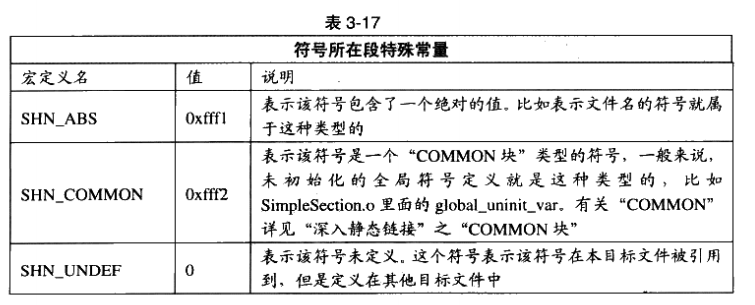 表 3-17
符号所在段特殊常量
宏定义名 值 说明
SHN_ABS 0xfff1 表示该符号包含了一个绝对的值。比如表示文件名的符号就属
于这种类型的
SHN_COMMON 0xfff2 表示该符号是一个“COMMON 块”类型的符号，一般来说，
未初始化的全局符号定义就是这种类型的，比如
SimpleSection.o 里面的 global_uninit_var。有关“COMMON”
详见“深入静态链接”之“COMMON 块”
SHN_UNDEF 0 表示该符号未定义。这个符号表示该符号在本目标文件被引用
到，但是定义在其他目标文件中